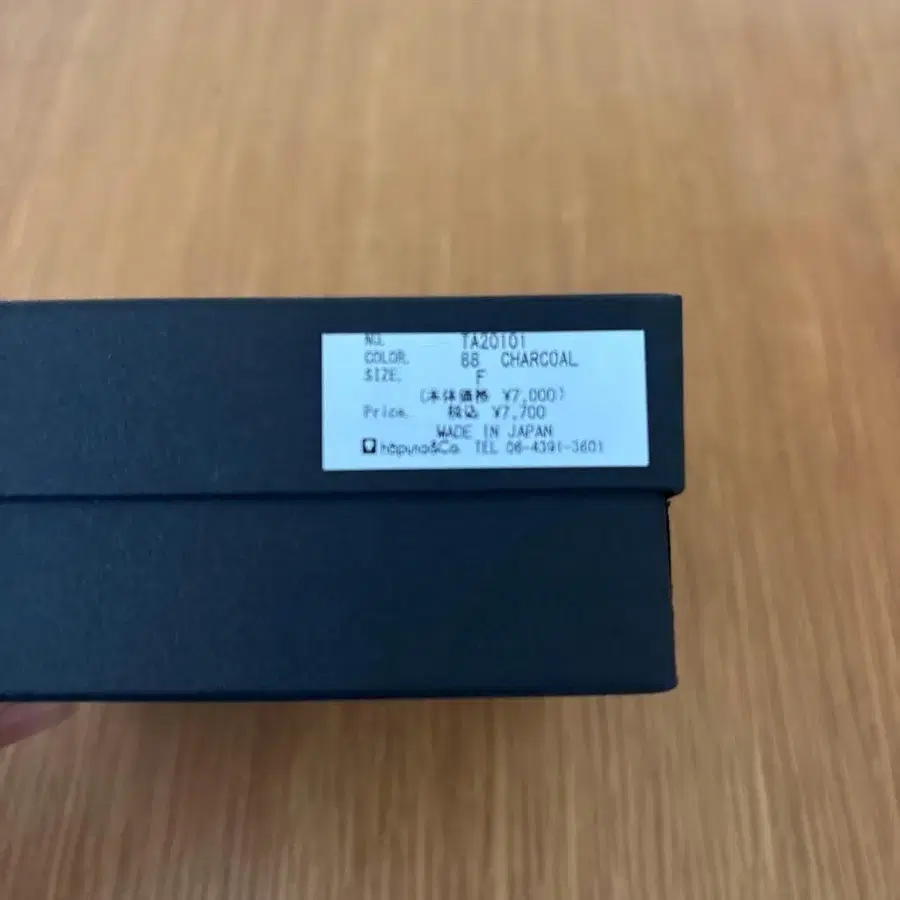 NO. TA20101
COLOR. 88 CHARCOAL
SIZE. F
(本体価格 ¥7,000)
Price. 税込 ¥7,700
MADE IN JAPAN
TEL 06-4391-3601